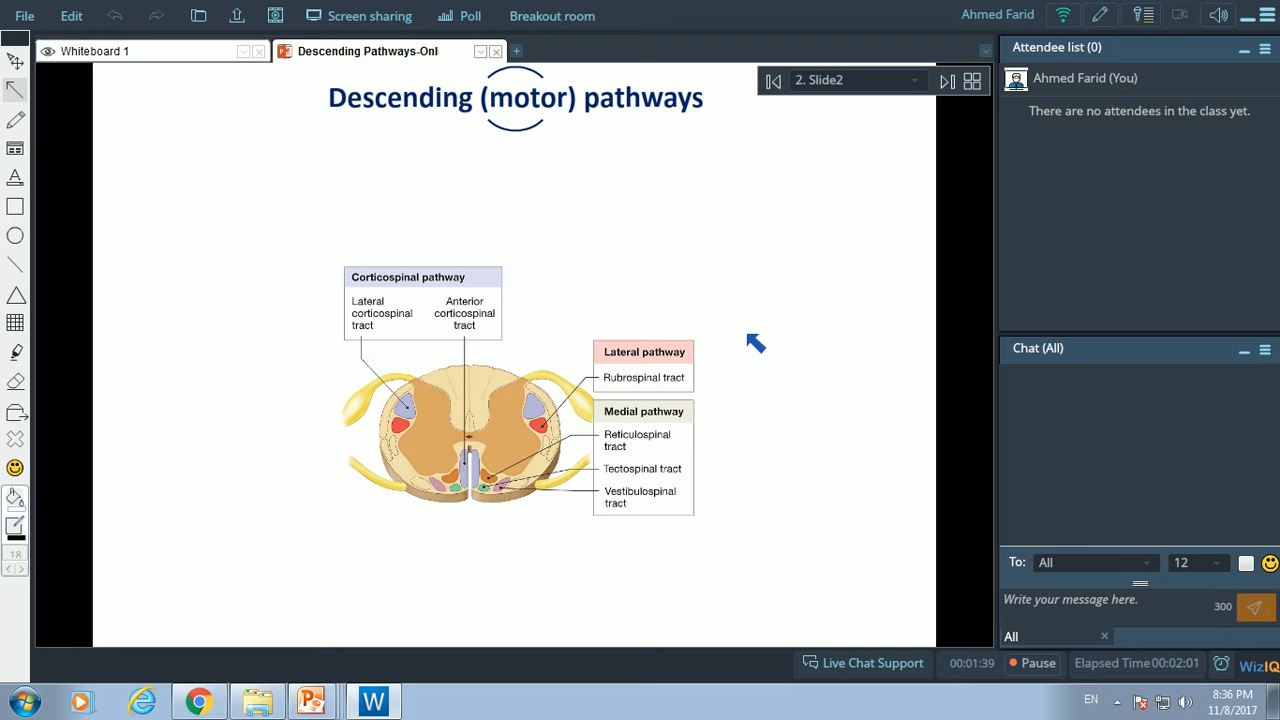 File Edit Screen sharing Poll Breakout room Ahmed Farid
Whiteboard 1 Descending Pathways-Onl
2. Slide2
Descending (motor) pathways
Corticospinal pathway
Lateral corticospinal tract
Anterior corticospinal tract
Lateral pathway
Rubrospinal tract
Medial pathway
Reticulospinal
tract
Tectospinal tract
Vestibulospinal
tract
Attendee list (0)
Ahmed Farid (You)
There are no attendees in the class yet.
Chat (All)
To: All 12
Write your message here. 300
All
Live Chat Support 00:01:39 Pause Elapsed Time 00:02:01 WizIQ
EN 8:36 PM
11/8/2017